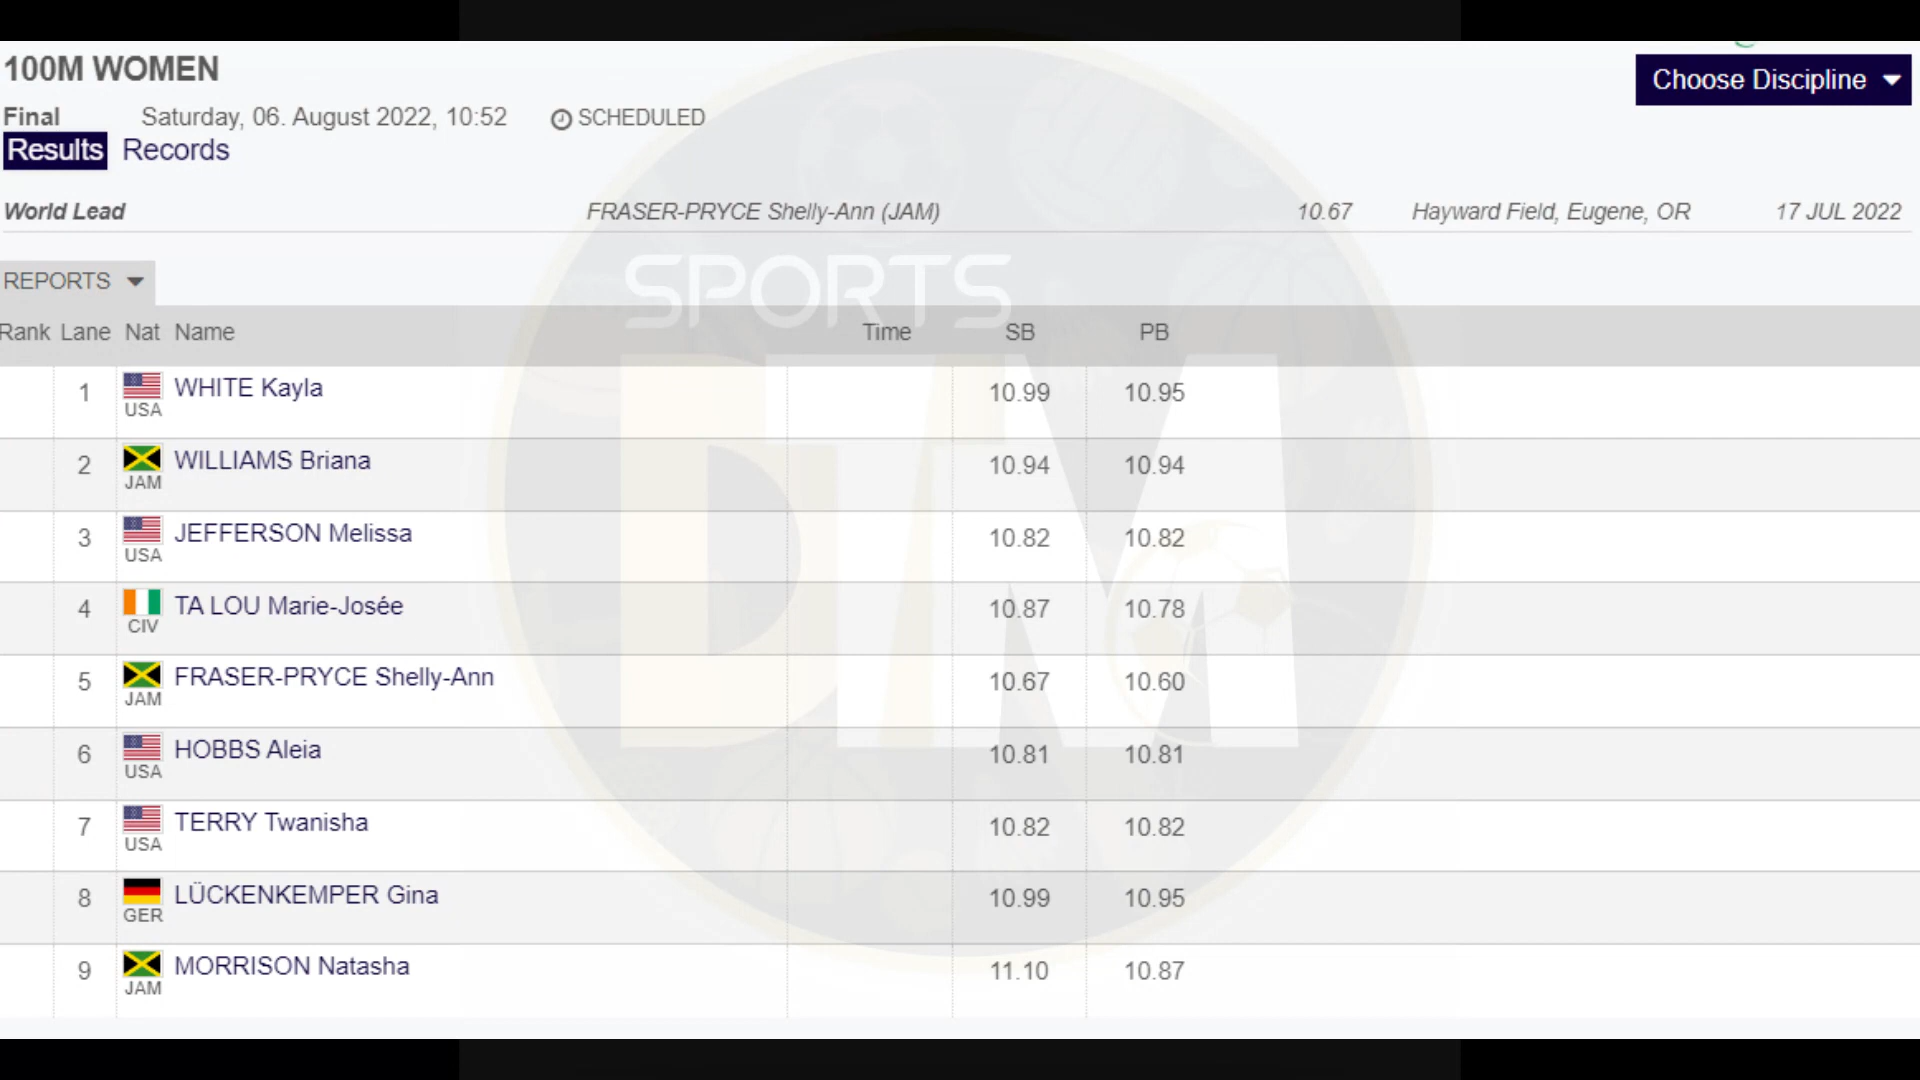 100M WOMEN
Choose Discipline
Final Saturday, 06. August 2022, 10:52 SCHEDULED
Results Records
World Lead FRASER-PRYCE Shelly-Ann (JAM) 10.67 Hayward Field, Eugene, OR 17 JUL 2022
SPORTS
DTM
REPORTS
Rank Lane Nat Name Time SB PB
1 USA WHITE Kayla 10.99 10.95
2 JAM WILLIAMS Briana 10.94 10.94
3 USA JEFFERSON Melissa 10.82 10.82
4 CIV TA LOU Marie-Josée 10.87 10.78
5 JAM FRASER-PRYCE Shelly-Ann 10.67 10.60
6 USA HOBBS Aleia 10.81 10.81
7 USA TERRY Twanisha 10.82 10.82
8 GER LÜCKENKEMPER Gina 10.99 10.95
9 JAM MORRISON Natasha 11.10 10.87